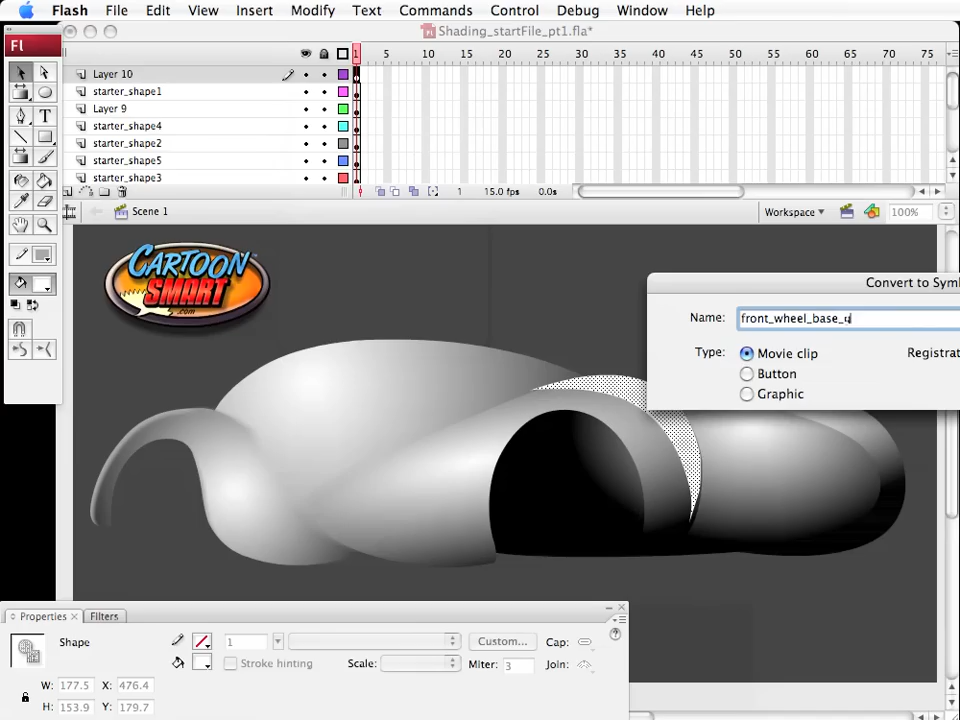 Flash File Edit View Insert Modify Text Commands Control Debug Window Help
Shading_startFile_pt1.fla*
Fl
1 5 10 15 20 25 30 35 40 45 50 55 60 65 70 75
Layer 10
starter_shape1
Layer 9
starter_shape4
starter_shape2
starter_shape5
starter_shape3
1 15.0 fps 0.0s
Scene 1
Workspace
100%
CARTOON
SMART
.com
Convert to Sym
Name: front_wheel_base_u
Type: Movie clip
Registrat
Button
Graphic
Properties Filters
Shape
1
Custom...
Cap:
Stroke hinting
Scale:
Miter: 3
Join:
W: 177.5 X: 476.4
H: 153.9 Y: 179.7